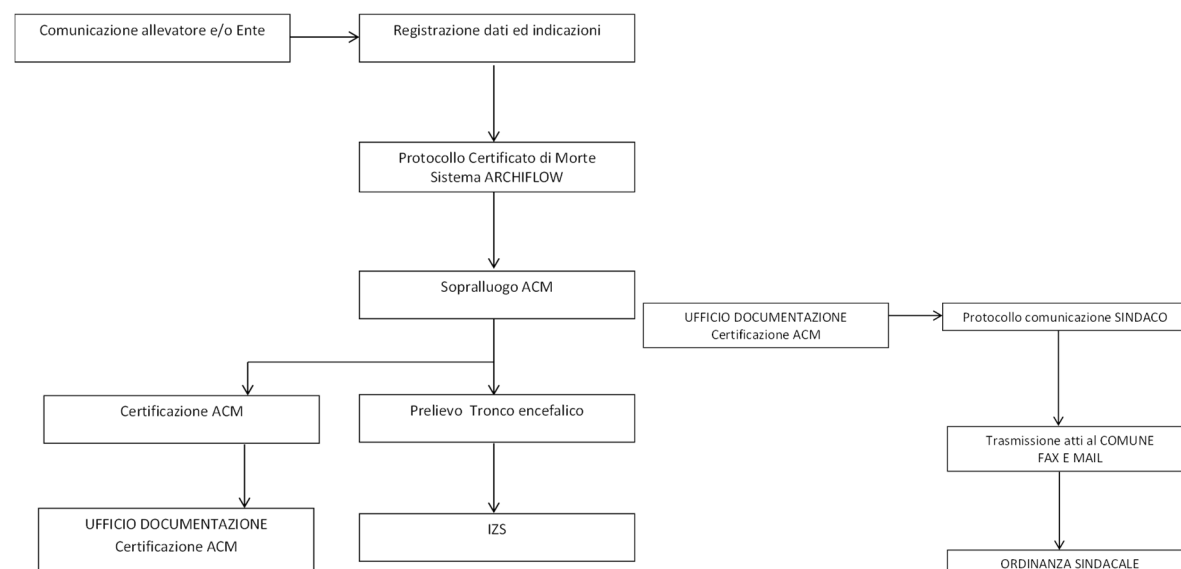 Comunicazione allevatore e/o Ente
Registrazione dati ed indicazioni
Protocollo Certificato di Morte
Sistema ARCHIFLOW
Sopralluogo ACM
Certificazione ACM
Prelievo Tronco encefalico
UFFICIO DOCUMENTAZIONE
Certificazione ACM
IZS
UFFICIO DOCUMENTAZIONE
Certificazione ACM
Protocollo comunicazione SINDACO
Trasmissione atti al COMUNE
FAX E MAIL
ORDINANZA SINDACALE